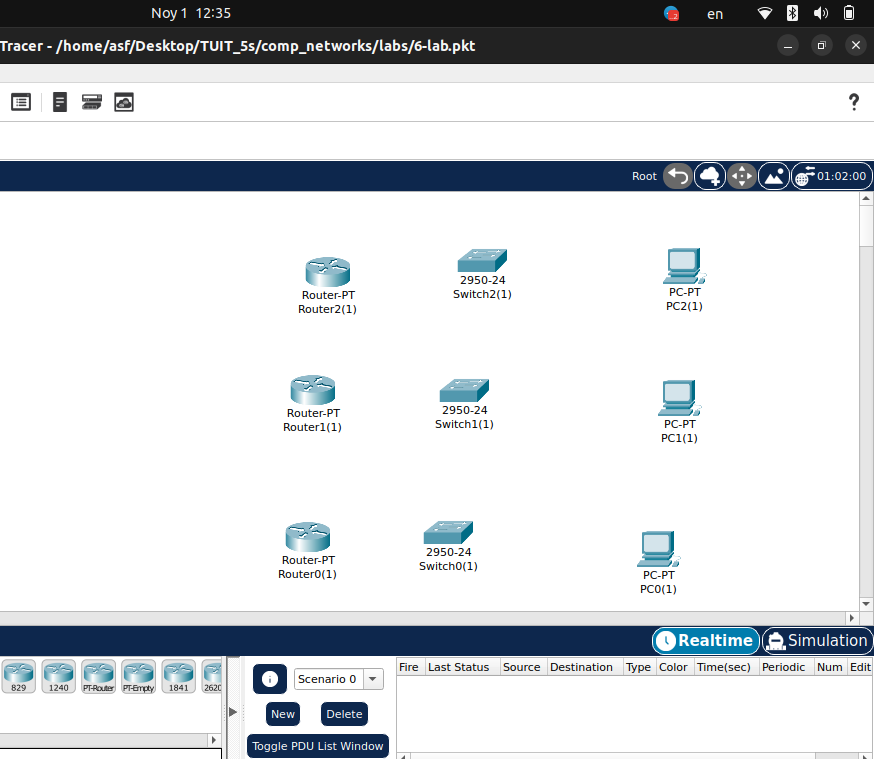 Noy 1 12:35
en
Tracer - /home/asf/Desktop/TUIT_5s/comp_networks/labs/6-lab.pkt
?
Root
01:02:00
Router-PT
Router2(1)
2950-24
Switch2(1)
PC-PT
PC2(1)
Router-PT
Router1(1)
2950-24
Switch1(1)
PC-PT
PC1(1)
Router-PT
Router0(1)
2950-24
Switch0(1)
PC-PT
PC0(1)
Realtime
Simulation
829
1240
PT-Router
PT-Empty
1841
2620
Scenario 0
New
Delete
Toggle PDU List Window
Fire Last Status Source Destination Type Color Time(sec) Periodic Num Edit